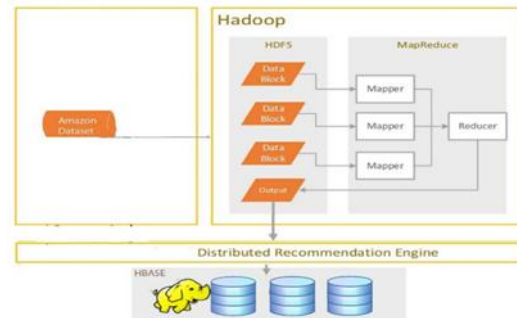 Hadoop
HDFS
MapReduce
Data
Block
Mapper
Amazon
Dataset
Data
Block
Mapper
Reducer
Data
Block
Mapper
Output
Distributed Recommendation Engine
HBASE